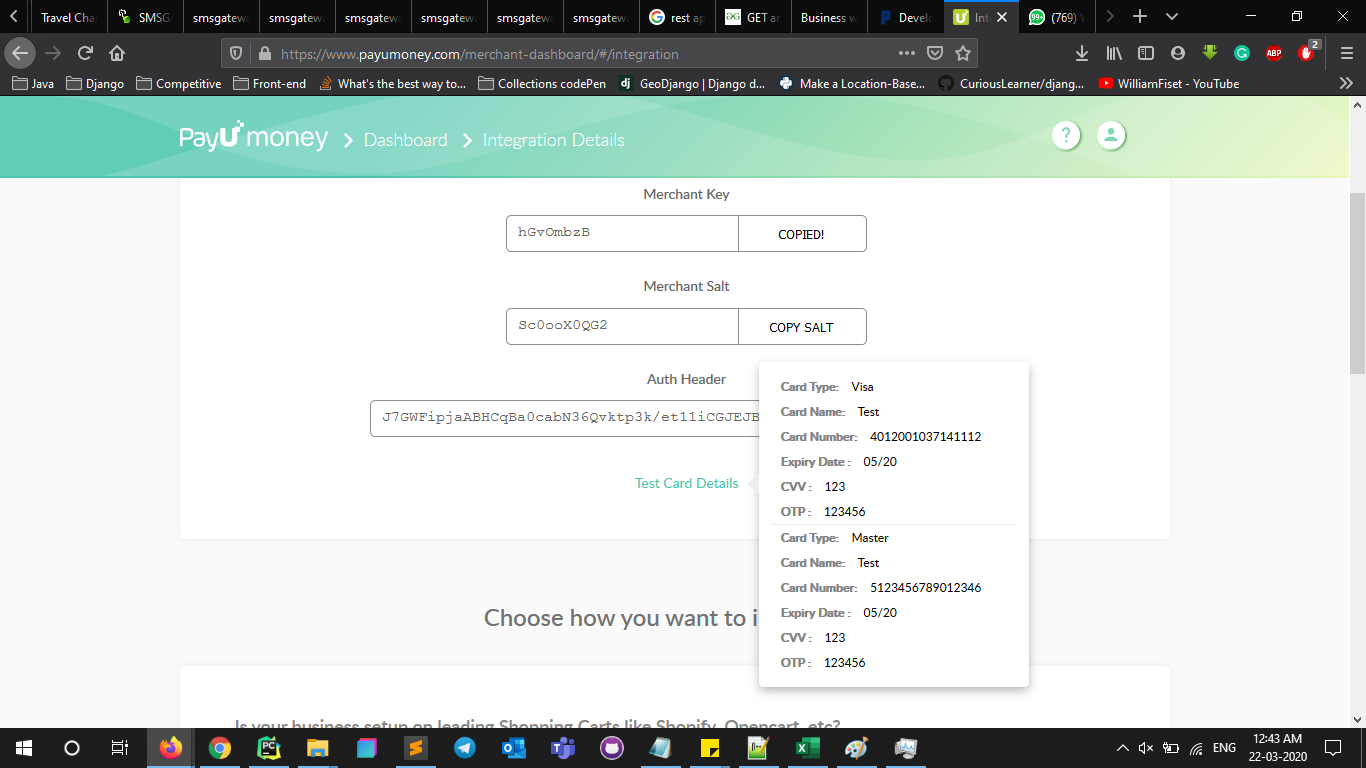 Travel Cha
SMSG
smsgatew
smsgatew
smsgatew
smsgatew
smsgatew
smsgatew
rest ap
GET an
Business w
Develo
Int
(769) W
https://www.payumoney.com/merchant-dashboard/#/integration
2
ABP
Java
Django
Competitive
Front-end
What's the best way to...
Collections codePen
dj GeoDjango | Django d...
Make a Location-Base...
CuriousLearner/djang...
WilliamFiset - YouTube
PayUmoney
Dashboard
Integration Details
?
Merchant Key
hGvOmbzB
COPIED!
Merchant Salt
Sc0ooX0QG2
COPY SALT
Auth Header
J7GWFipjaABHCqBa0cabN36Qvktp3k/et11iCGJEJB
Test Card Details
Card Type: Visa
Card Name: Test
Card Number: 4012001037141112
Expiry Date : 05/20
CVV : 123
OTP : 123456
Card Type: Master
Card Name: Test
Card Number: 5123456789012346
Expiry Date : 05/20
CVV : 123
OTP : 123456
Choose how you want to i
Is your business setup on leading Shopping Carts like Shopify, Opencart, etc?
ENG
12:43 AM
22-03-2020